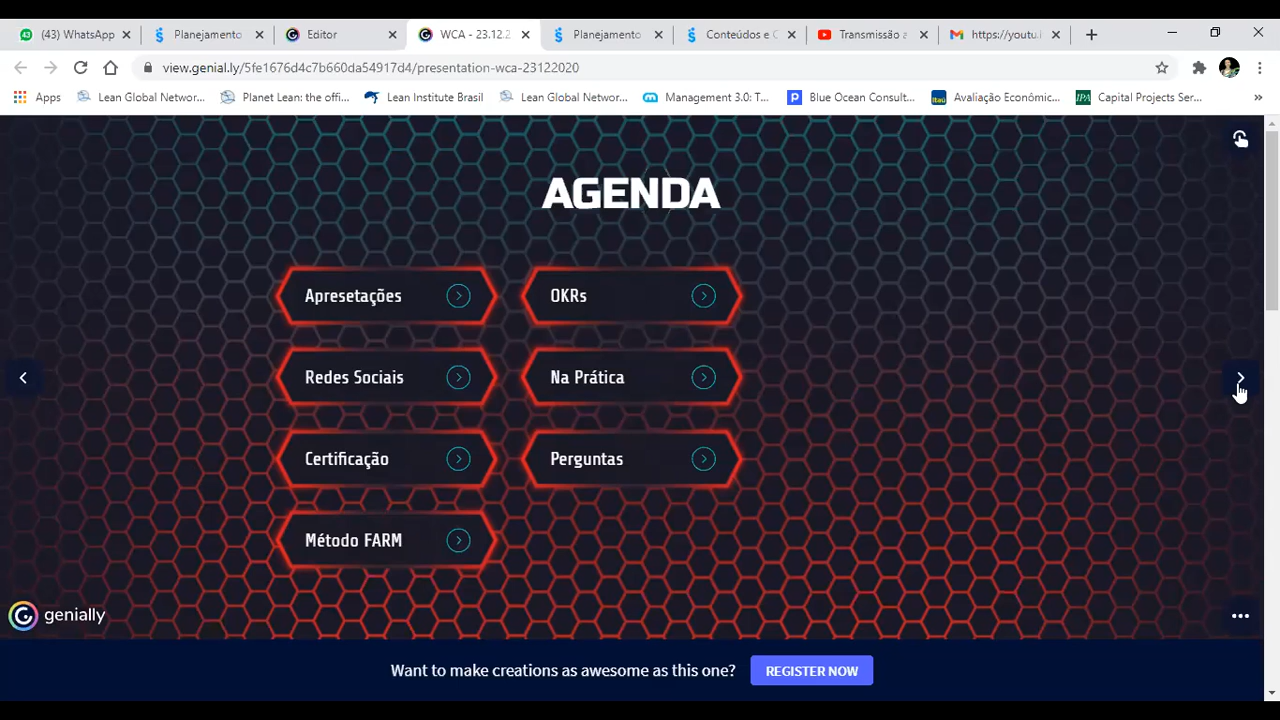 (43) WhatsApp
Planejamento
Editor
WCA - 23.12.2
Planejamento
Conteúdos e C
Transmissão a
https://youtu.l
view.genial.ly/5fe1676d4c7b660da54917d4/presentation-wca-23122020
Apps
Lean Global Networ...
Planet Lean: the offi...
Lean Institute Brasil
Lean Global Networ...
Management 3.0: T...
Blue Ocean Consult...
Itaú
Avaliação Econômic...
IPA
Capital Projects Ser...
AGENDA
Apresetações
OKRs
Redes Sociais
Na Prática
Certificação
Perguntas
Método FARM
genially
Want to make creations as awesome as this one?
REGISTER NOW